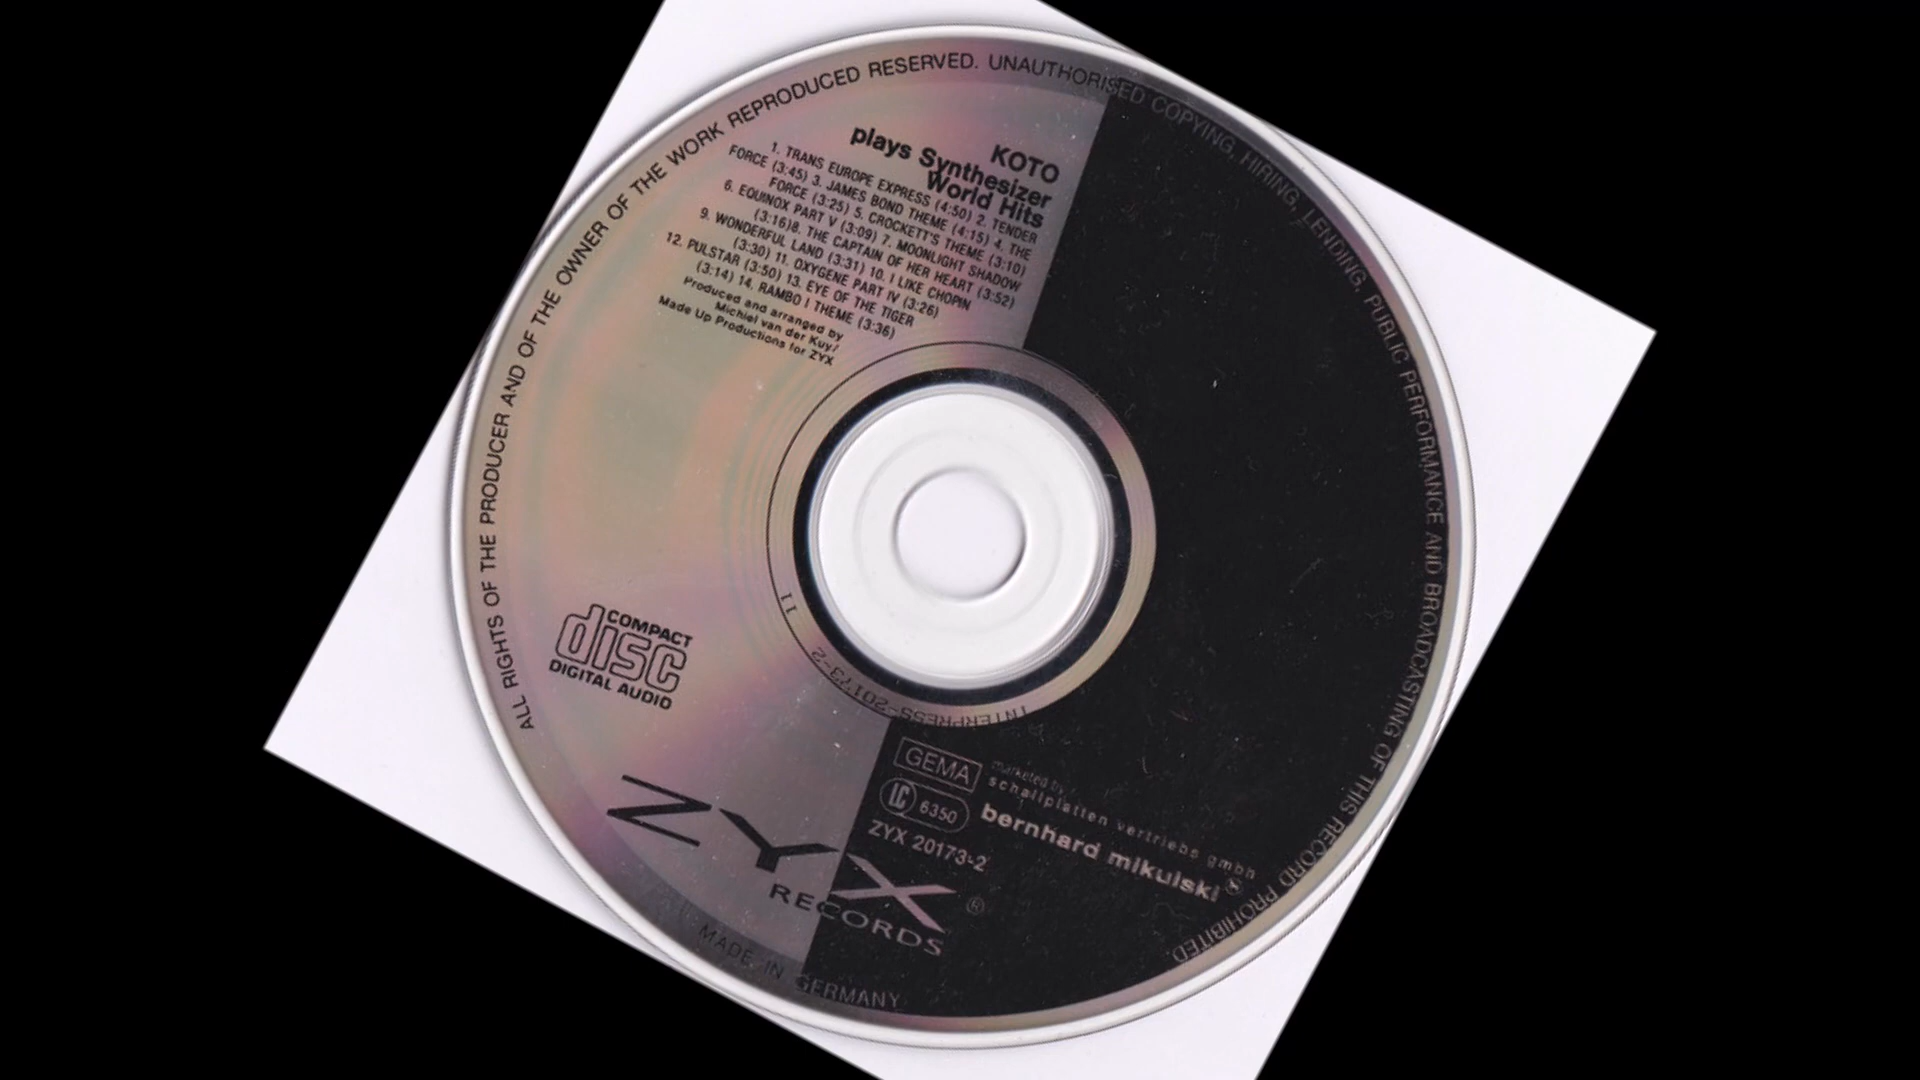 ALL RIGHTS OF THE PRODUCER AND OF THE OWNER OF THE WORK REPRODUCED RESERVED. UNAUTHORISED COPYING, HIRING, LENDING, PUBLIC PERFORMANCE AND BROADCASTING OF THIS RECORD PROHIBITED.
KOTO
plays Synthesizer
World Hits
1. TRANS EUROPE EXPRESS (4:50) 2. TENDER
FORCE (3:45) 3. JAMES BOND THEME (4:15) 4. THE
FORCE (3:25) 5. CROCKETT'S THEME (3:10)
6. EQUINOX PART V (3:09) 7. MOONLIGHT SHADOW
(3:16)8. THE CAPTAIN OF HER HEART (3:52)
9. WONDERFUL LAND (3:31) 10. I LIKE CHOPIN
(3:30) 11. OXYGENE PART IV (3:26)
12. PULSTAR (3:50) 13. EYE OF THE TIGER
(3:14) 14. RAMBO I THEME (3:36)
Produced and arranged by
Michiel van der Kuy/
Made Up Productions for ZYX
11
INTERPRESS-20173-2
COMPACT
disc
DIGITAL AUDIO
GEMA
LC 6350
ZYX 20173-2
marketed by
schallplatten vertriebs gmbh
bernhard mikulski
ZYX ®
RECORDS
MADE IN GERMANY